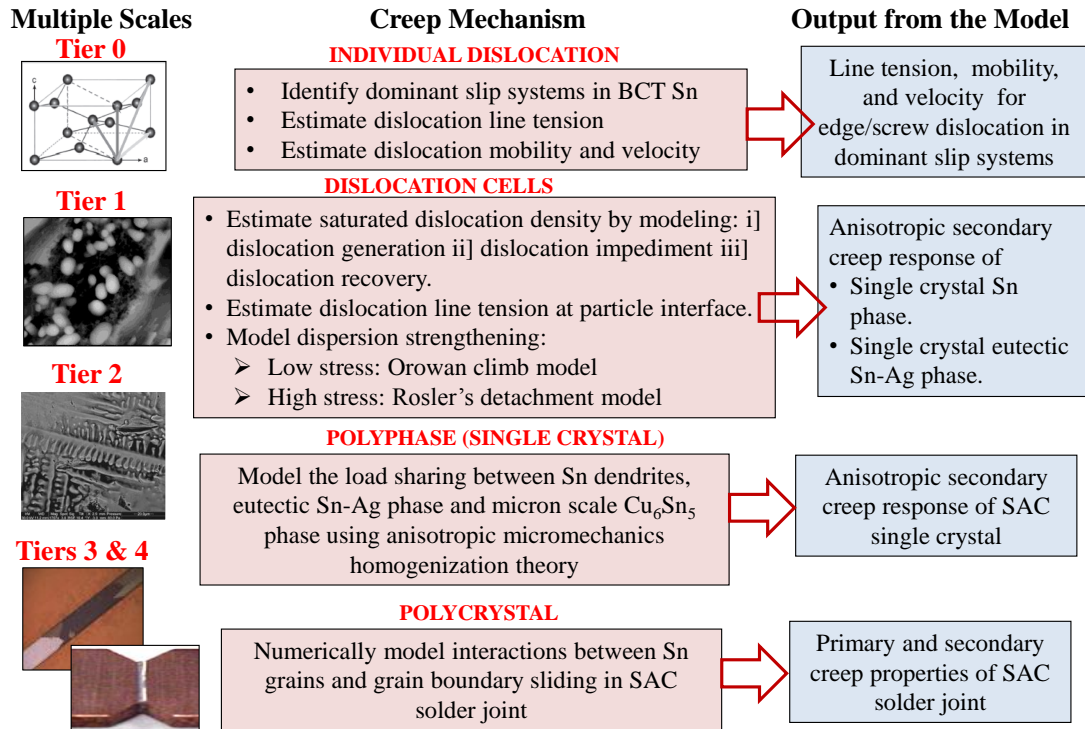 Multiple Scales
Creep Mechanism
Output from the Model
Tier 0
c
a
INDIVIDUAL DISLOCATION
• Identify dominant slip systems in BCT Sn
• Estimate dislocation line tension
• Estimate dislocation mobility and velocity
Line tension, mobility,
and velocity for
edge/screw dislocation in
dominant slip systems
Tier 1
DISLOCATION CELLS
• Estimate saturated dislocation density by modeling: i]
dislocation generation ii] dislocation impediment iii]
dislocation recovery.
• Estimate dislocation line tension at particle interface.
• Model dispersion strengthening:
➢ Low stress: Orowan climb model
➢ High stress: Rosler’s detachment model
Anisotropic secondary
creep response of
• Single crystal Sn
phase.
• Single crystal eutectic
Sn-Ag phase.
Tier 2
POLYPHASE (SINGLE CRYSTAL)
Model the load sharing between Sn dendrites,
eutectic Sn-Ag phase and micron scale Cu₆Sn₅
phase using anisotropic micromechanics
homogenization theory
Anisotropic secondary
creep response of SAC
single crystal
Tiers 3 & 4
POLYCRYSTAL
Numerically model interactions between Sn
grains and grain boundary sliding in SAC
solder joint
Primary and secondary
creep properties of SAC
solder joint